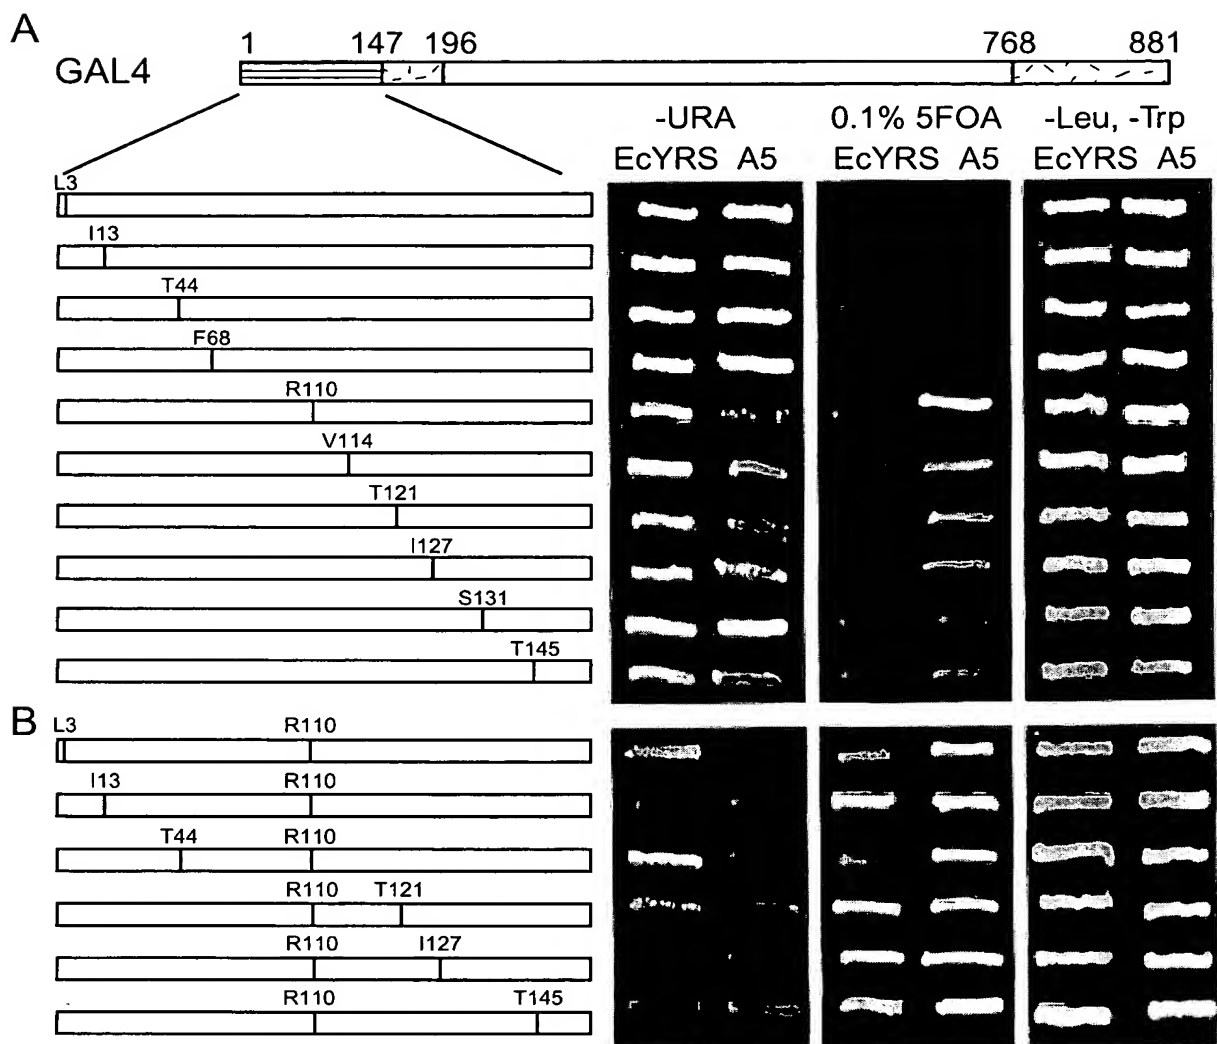 A
1 147 196 768 881
GAL4
-URA 0.1% 5FOA -Leu, -Trp
EcYRS A5 EcYRS A5 EcYRS A5
L3
I13
T44
F68
R110
V114
T121
I127
S131
T145
B
L3 R110
I13 R110
T44 R110
R110 T121
R110 I127
R110 T145